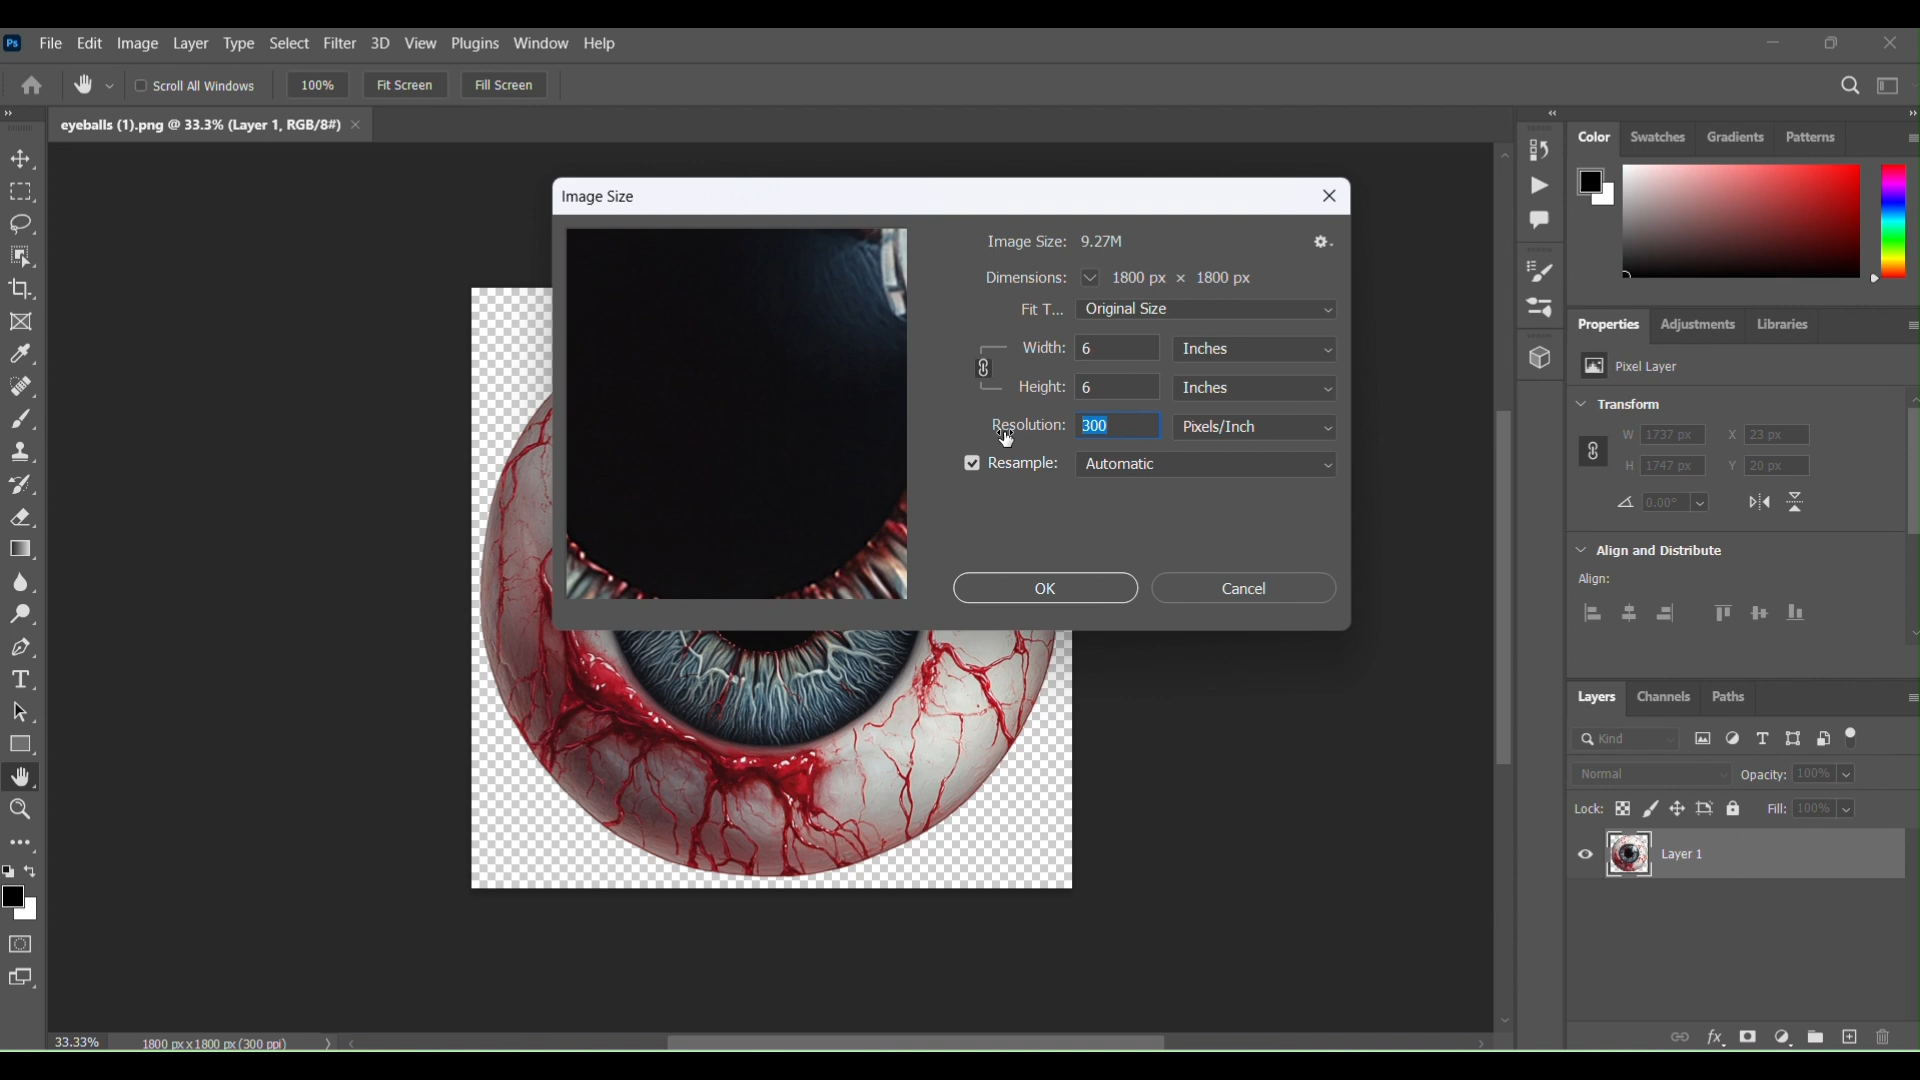 Ps File Edit Image Layer Type Select Filter 3D View Plugins Window Help
Scroll All Windows 100% Fit Screen Fill Screen
eyeballs (1).png @ 33.3% (Layer 1, RGB/8#)
Image Size
Image Size: 9.27M
Dimensions: 1800 px × 1800 px
Fit T... Original Size
Width: 6 Inches
Height: 6 Inches
Resolution: 300 Pixels/Inch
Resample: Automatic
OK Cancel
Color Swatches Gradients Patterns
Properties Adjustments Libraries
Pixel Layer
Transform
W 1737 px X 23 px
H 1747 px Y 20 px
0.00°
Align and Distribute
Align:
Layers Channels Paths
Kind
Normal Opacity: 100%
Lock: Fill: 100%
Layer 1
fx
33.33% 1800 px x 1800 px (300 ppi)